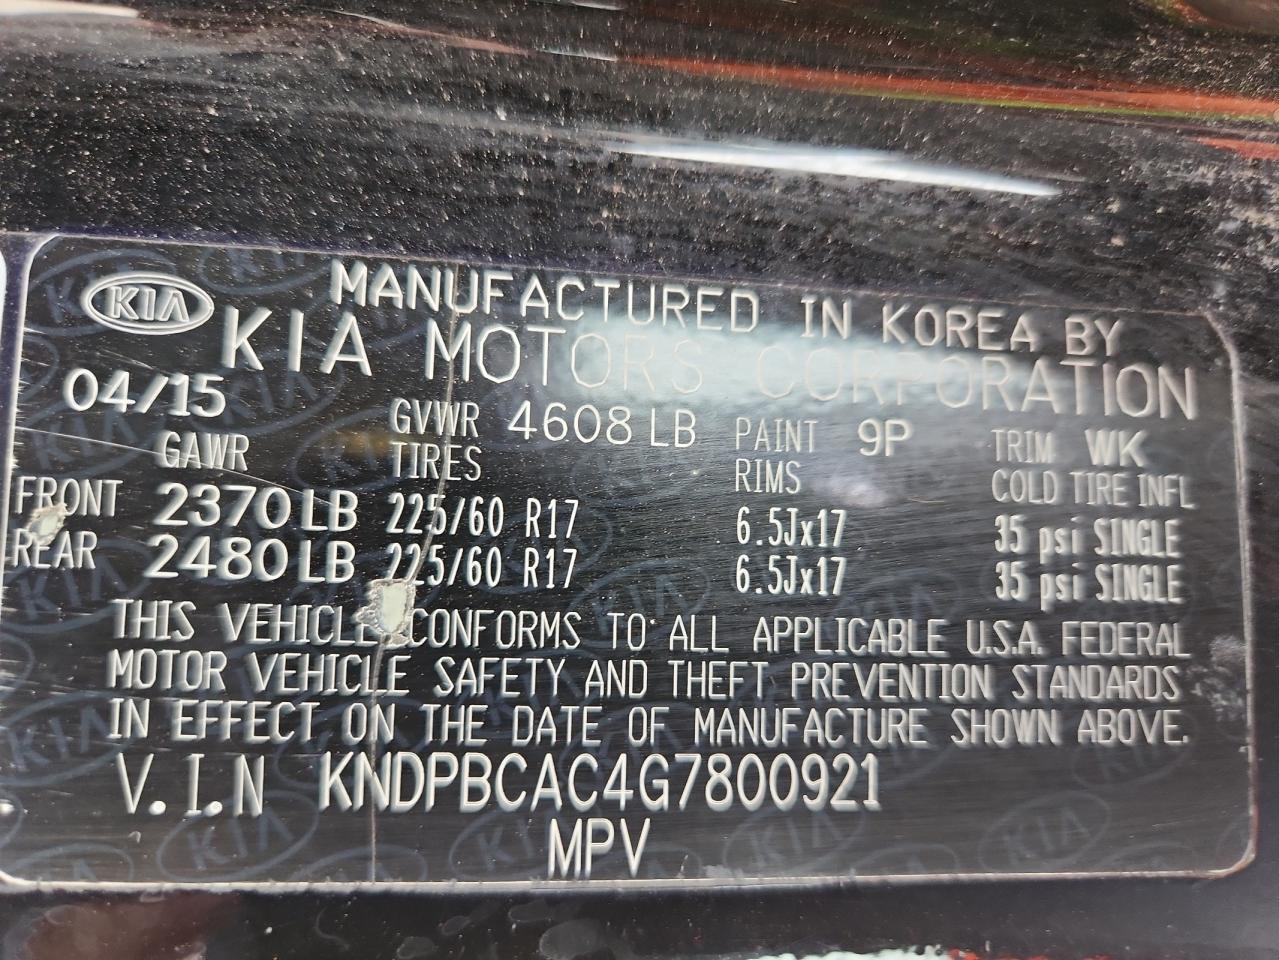 KIA
MANUFACTURED IN KOREA BY
KIA MOTORS CORPORATION
04/15 GVWR 4608 LB PAINT 9P TRIM WK
GAWR TIRES RIMS COLD TIRE INFL
FRONT 2370 LB 225/60 R17 6.5Jx17 35 psi SINGLE
REAR 2480 LB 225/60 R17 6.5Jx17 35 psi SINGLE
THIS VEHICLE CONFORMS TO ALL APPLICABLE U.S.A. FEDERAL
MOTOR VEHICLE SAFETY AND THEFT PREVENTION STANDARDS
IN EFFECT ON THE DATE OF MANUFACTURE SHOWN ABOVE.
V.I.N KNDPBCAC4G7800921
MPV